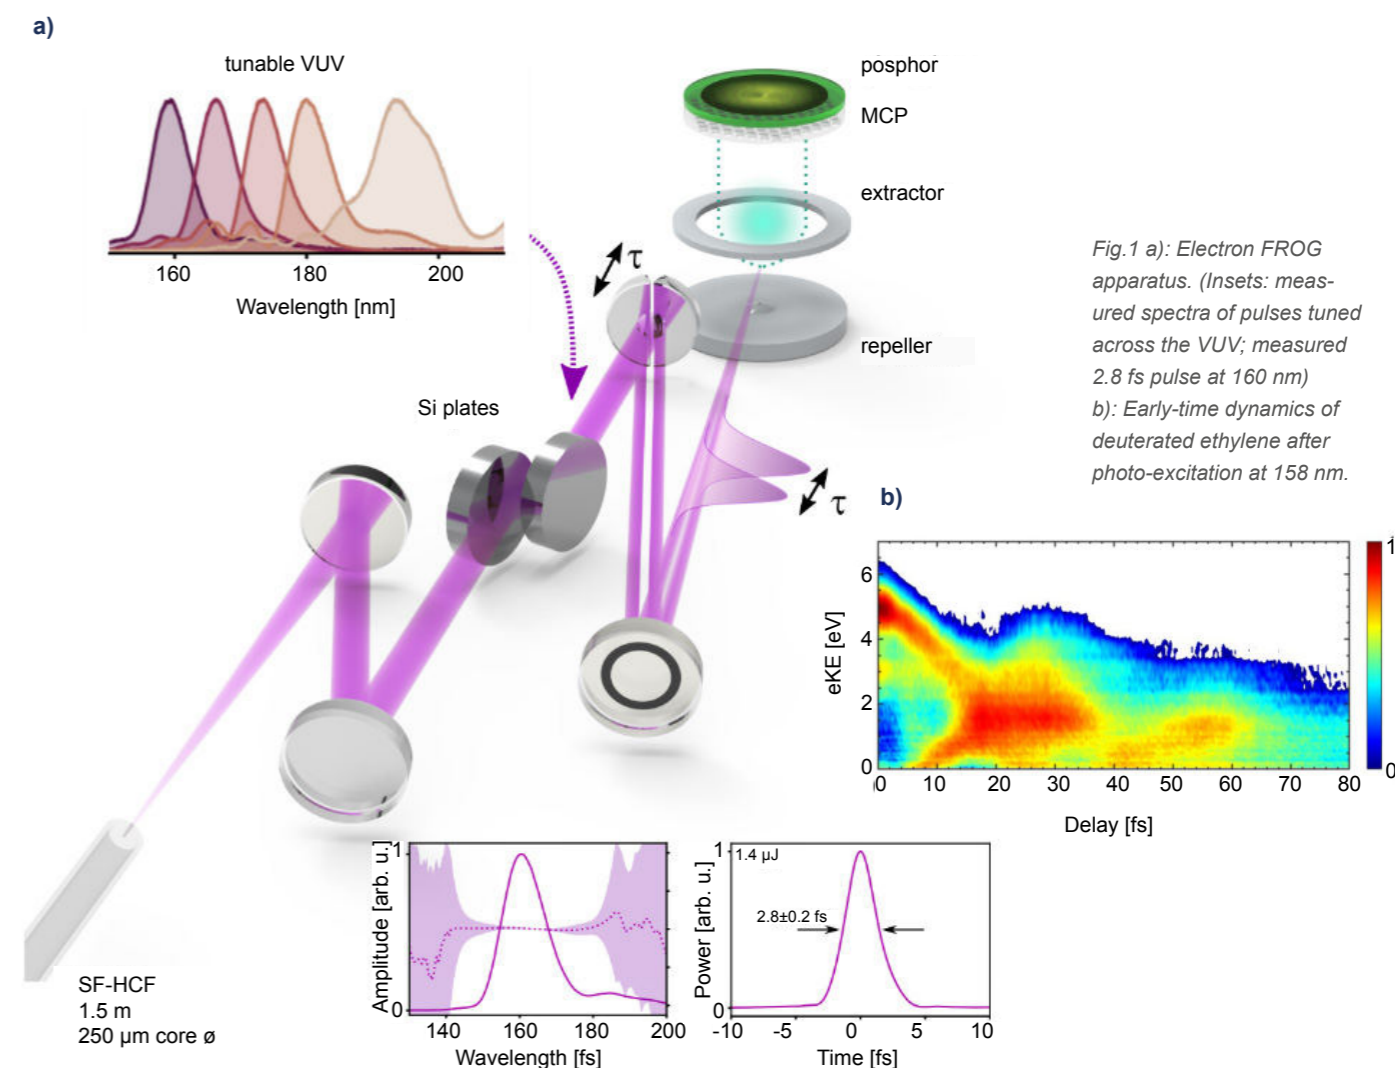 a)
tunable VUV
160
180
200
Wavelength [nm]
posphor
MCP
extractor
repeller
τ
Si plates
τ
SF-HCF
1.5 m
250 µm core ø
Fig.1 a): Electron FROG
apparatus. (Insets: meas-
ured spectra of pulses tuned
across the VUV; measured
2.8 fs pulse at 160 nm)
b): Early-time dynamics of
deuterated ethylene after
photo-excitation at 158 nm.
b)
eKE [eV]
6
4
2
0
0
10
20
30
40
50
60
70
80
Delay [fs]
1
0
Amplitude [arb. u.]
1
0
140
160
180
200
Wavelength [fs]
Power [arb. u.]
1
0
1.4 µJ
2.8±0.2 fs
-10
-5
0
5
10
Time [fs]